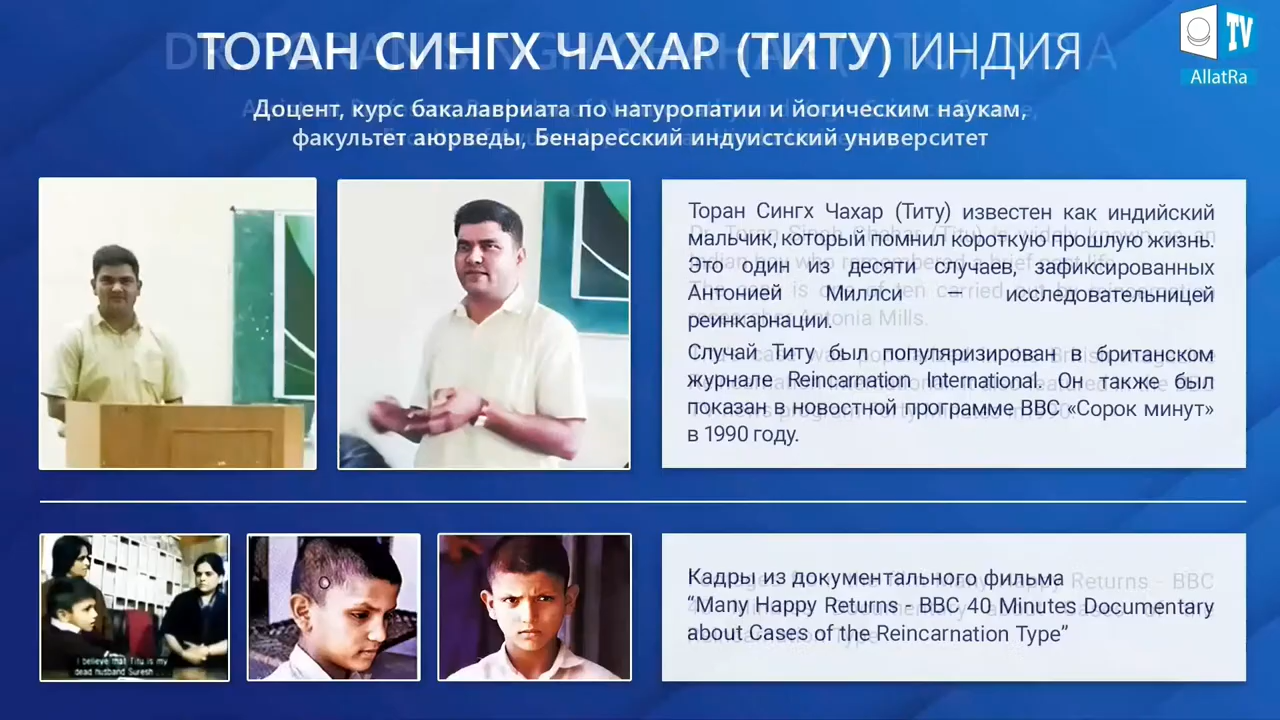 ТОРАН СИНГХ ЧАХАР (ТИТУ) ИНДИЯ
TV
AllatRa
Доцент, курс бакалавриата по натуропатии и йогическим наукам,
факультет аюрведы, Бенаресский индуистский университет
Торан Сингх Чахар (Титу) известен как индийский
мальчик, который помнил короткую прошлую жизнь.
Это один из десяти случаев, зафиксированных
Антонией Миллси — исследовательницей
реинкарнации.
Случай Титу был популяризирован в британском
журнале Reincarnation International. Он также был
показан в новостной программе BBC «Сорок минут»
в 1990 году.
I believe that Titu is my
dead husband Suresh
Кадры из документального фильма
“Many Happy Returns - BBC 40 Minutes Documentary
about Cases of the Reincarnation Type”